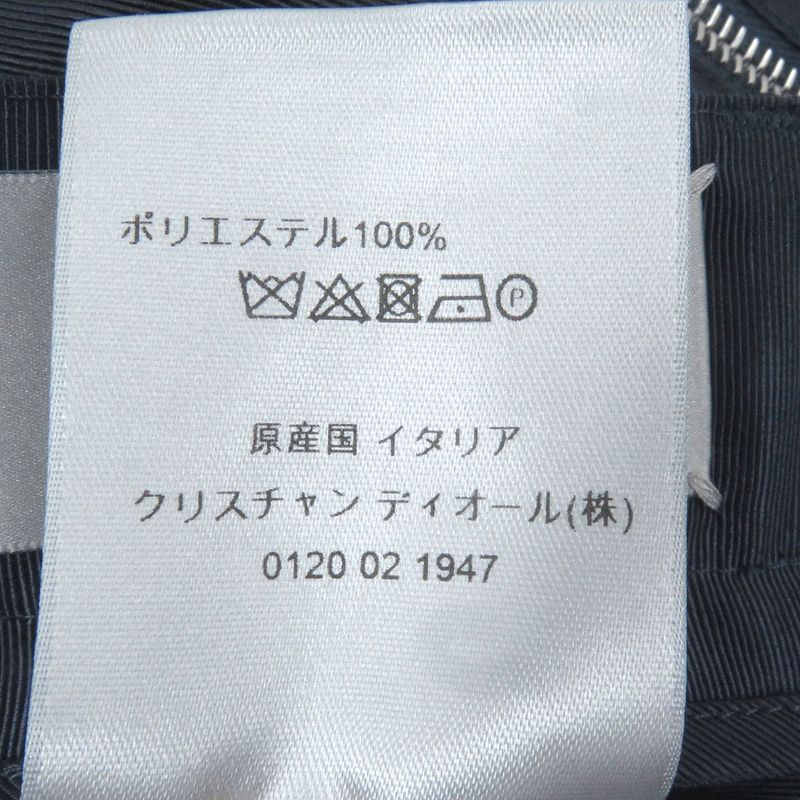 ポリエステル100%
P
原産国 イタリア
クリスチャン ディオール(株)
0120 02 1947